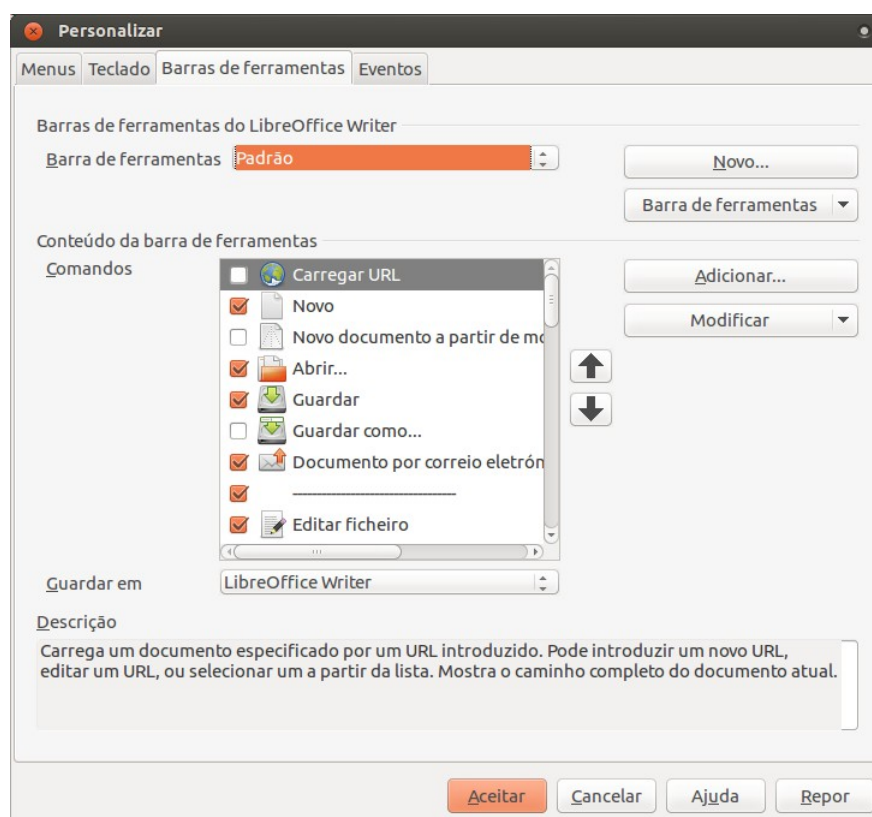 Personalizar
Menus Teclado Barras de ferramentas Eventos
Barras de ferramentas do LibreOffice Writer
Barra de ferramentas Padrão Novo...
Barra de ferramentas
Conteúdo da barra de ferramentas
Comandos Carregar URL Adicionar...
Novo Modificar
Novo documento a partir de mo
Abrir...
Guardar
Guardar como...
Documento por correio eletrón
--------------------------------
Editar ficheiro
Guardar em LibreOffice Writer
Descrição
Carrega um documento especificado por um URL introduzido. Pode introduzir um novo URL,
editar um URL, ou selecionar um a partir da lista. Mostra o caminho completo do documento atual.
Aceitar Cancelar Ajuda Repor